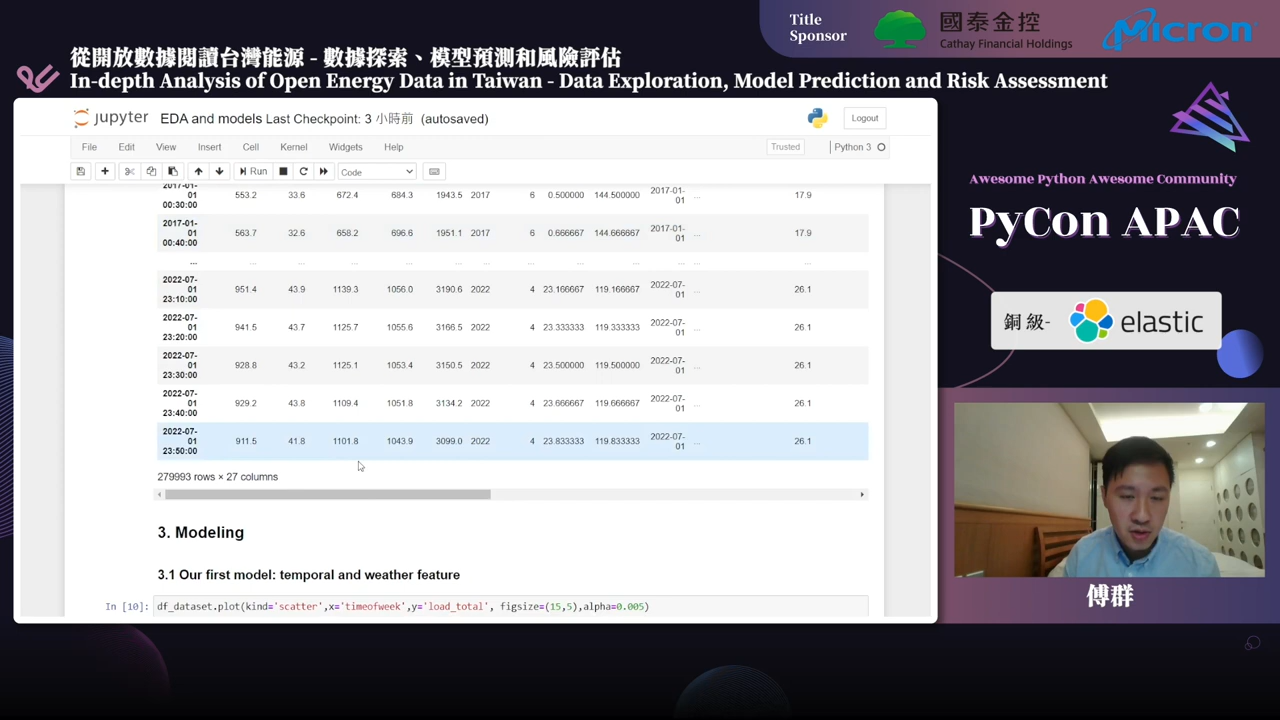 Title
Sponsor
國泰金控
Cathay Financial Holdings
Micron
從開放數據閱讀台灣能源 - 數據探索、模型預測和風險評估
In-depth Analysis of Open Energy Data in Taiwan - Data Exploration, Model Prediction and Risk Assessment
jupyter EDA and models Last Checkpoint: 3 小時前 (autosaved)
Logout
File Edit View Insert Cell Kernel Widgets Help
Trusted
Python 3
Run
Code
2017-01-
01
00:30:00
553.2 33.6 672.4 684.3 1943.5 2017 6 0.500000 144.500000 2017-01-
01 ... 17.9
2017-01-
01
00:40:00
563.7 32.6 658.2 696.6 1951.1 2017 6 0.666667 144.666667 2017-01-
01 ... 17.9
... ... ... ... ... ... ... ... ... ... ... ... ...
2022-07-
01
23:10:00
951.4 43.9 1139.3 1056.0 3190.6 2022 4 23.166667 119.166667 2022-07-
01 ... 26.1
2022-07-
01
23:20:00
941.5 43.7 1125.7 1055.6 3166.5 2022 4 23.333333 119.333333 2022-07-
01 ... 26.1
2022-07-
01
23:30:00
928.8 43.2 1125.1 1053.4 3150.5 2022 4 23.500000 119.500000 2022-07-
01 ... 26.1
2022-07-
01
23:40:00
929.2 43.8 1109.4 1051.8 3134.2 2022 4 23.666667 119.666667 2022-07-
01 ... 26.1
2022-07-
01
23:50:00
911.5 41.8 1101.8 1043.9 3099.0 2022 4 23.833333 119.833333 2022-07-
01 ... 26.1
279993 rows × 27 columns
3. Modeling
3.1 Our first model: temporal and weather feature
In [10]: df_dataset.plot(kind='scatter',x='timeofweek',y='load_total', figsize=(15,5),alpha=0.005)
Awesome Python Awesome Community
PyCon APAC
銅級- elastic
傅群